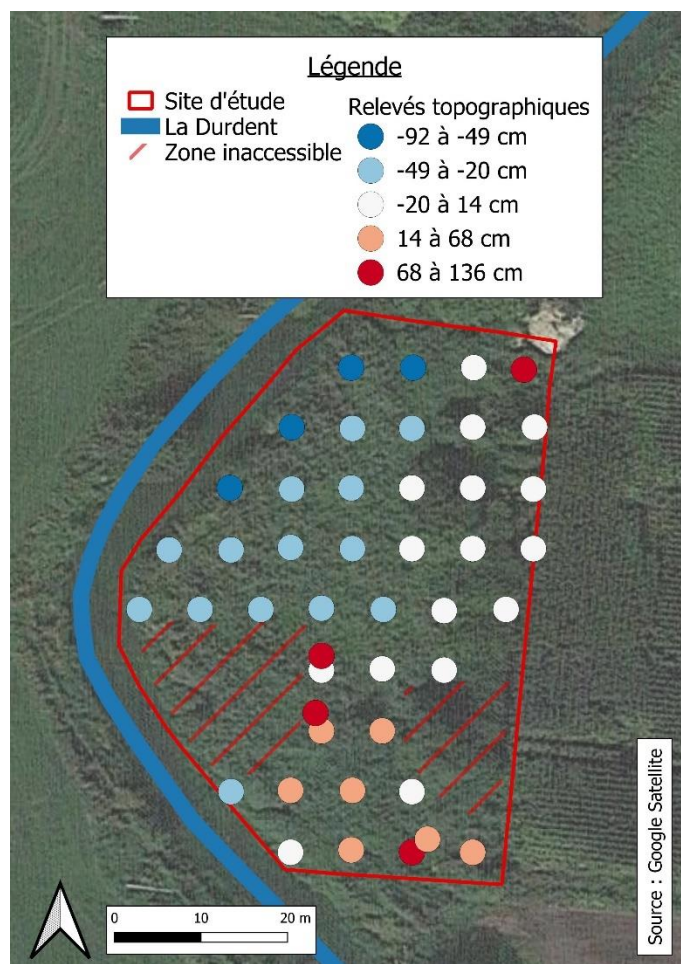 Légende
Site d'étude
La Durdent
Zone inaccessible
Relevés topographiques
-92 à -49 cm
-49 à -20 cm
-20 à 14 cm
14 à 68 cm
68 à 136 cm
Source : Google Satellite
0 10 20 m